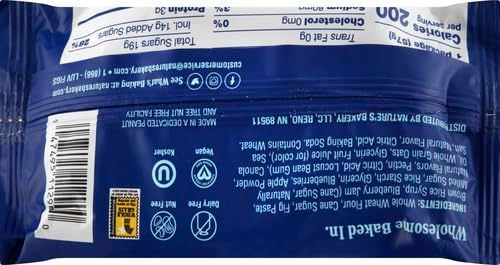 Wholesome Baked In.
INGREDIENTS: Whole Wheat Flour, Cane Sugar, Fig Paste,
Brown Rice Syrup, Blueberry Jam (Cane Sugar, Naturally
Milled Sugar, Rice Starch, Glycerin, Blueberries, Apple Powder,
Natural Flavors, Pectin, Citric Acid, Locust Bean Gum), Canola
Oil, Whole Grain Oats, Glycerin, Fruit Juice (for color), Sea
Salt, Natural Flavor, Citric Acid, Baking Soda. Contains Wheat.
DISTRIBUTED BY NATURE'S BAKERY, LLC, RENO, NV 89511
Dairy Free
Nut Free
WHOLE GRAIN
Vegan
Kosher
MADE IN A DEDICATED PEANUT
AND TREE NUT FREE FACILITY
See What's Baking at: naturesbakery.com
customerservice@naturesbakery.com • 1 (866) - LUV FIGS
1 package (57g)
Calories 200
per serving
Trans Fat 0g
Cholesterol 0mg 0%
Sodium 80mg 3%
Total Sugars 19g
Incl. 14g Added Sugars 28%
Protein 3g